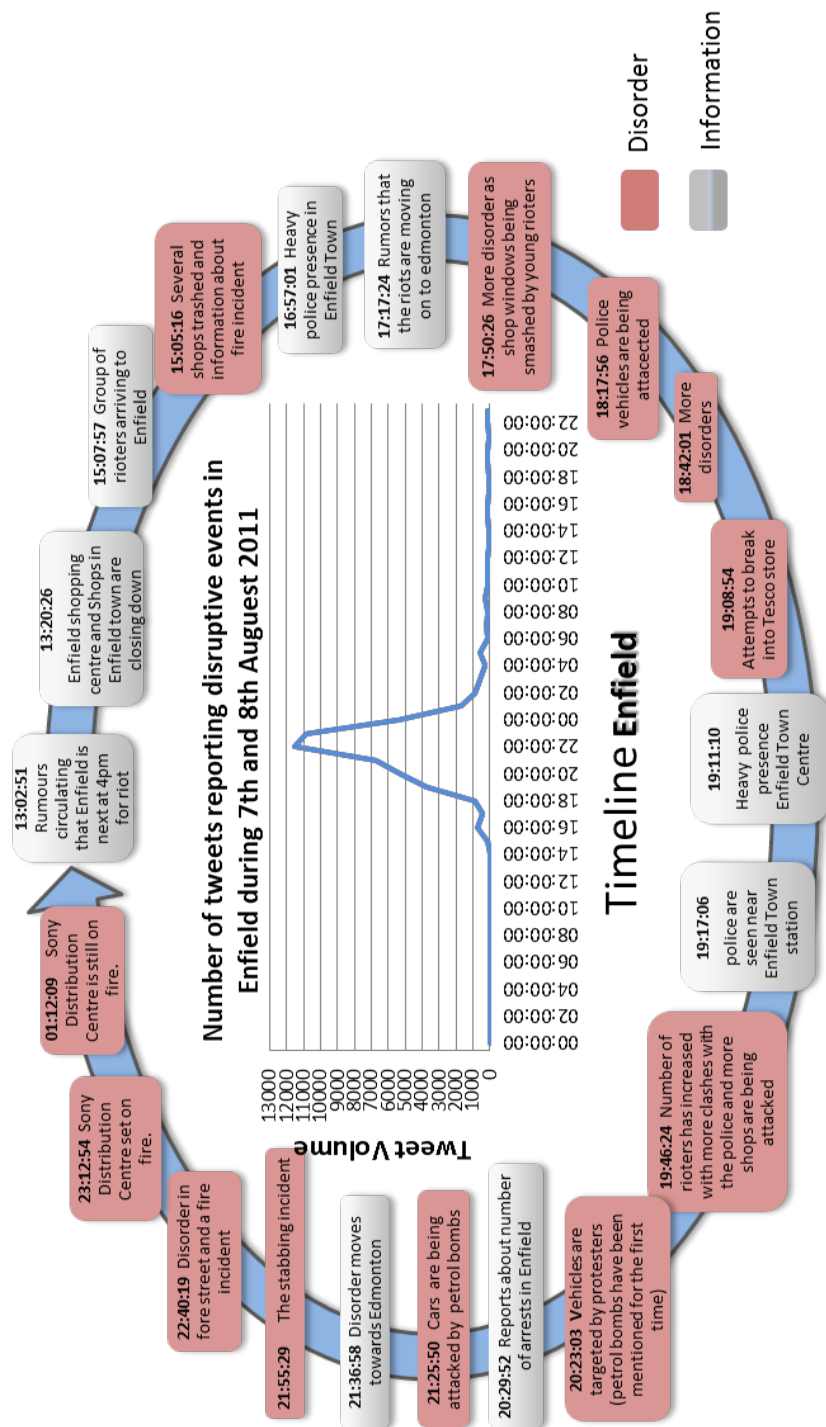 13:02:51
Rumours
circulating
that Enfield is
next at 4pm
for riot
13:20:26
Enfield shopping
centre and Shops in
Enfield town are
closing down
15:07:57 Group of
rioters arriving to
Enfield
15:05:16 Several
shops trashed and
information about
fire incident
16:57:01 Heavy
police presence in
Enfield Town
17:17:24 Rumors that
the riots are moving
on to edmonton
17:50:26 More disorder as
shop windows being
smashed by young rioters
18:17:56 Police
vehicles are being
attacected
18:42:01 More
disorders
19:08:54
Attempts to break
into Tesco store
19:11:10
Heavy police
presence
Enfield Town
Centre
19:17:06
police are
seen near
Enfield Town
station
19:46:24 Number of
rioters has increased
with more clashes with
the police and more
shops are being
attacked
20:23:03 Vehicles are
targeted by protesters
(petrol bombs have been
mentioned for the first
time)
20:29:52 Reports about number
of arrests in Enfield
21:25:50 Cars are being
attacked by petrol bombs
21:36:58 Disorder moves
towards Edmonton
21:55:29 The stabbing incident
22:40:19 Disorder in
fore street and a fire
incident
23:12:54 Sony
Distribution
Centre set on
fire.
01:12:09 Sony
Distribution
Centre is still on
fire.
Number of tweets reporting disruptive events in
Enfield during 7th and 8th Auguest 2011
Tweet Volume
13000
12000
11000
10000
9000
8000
7000
6000
5000
4000
3000
2000
1000
0
00:00:00
02:00:00
04:00:00
06:00:00
08:00:00
10:00:00
12:00:00
14:00:00
16:00:00
18:00:00
20:00:00
22:00:00
00:00:00
02:00:00
04:00:00
06:00:00
08:00:00
10:00:00
12:00:00
14:00:00
16:00:00
18:00:00
20:00:00
22:00:00
Timeline Enfield
Disorder
Information